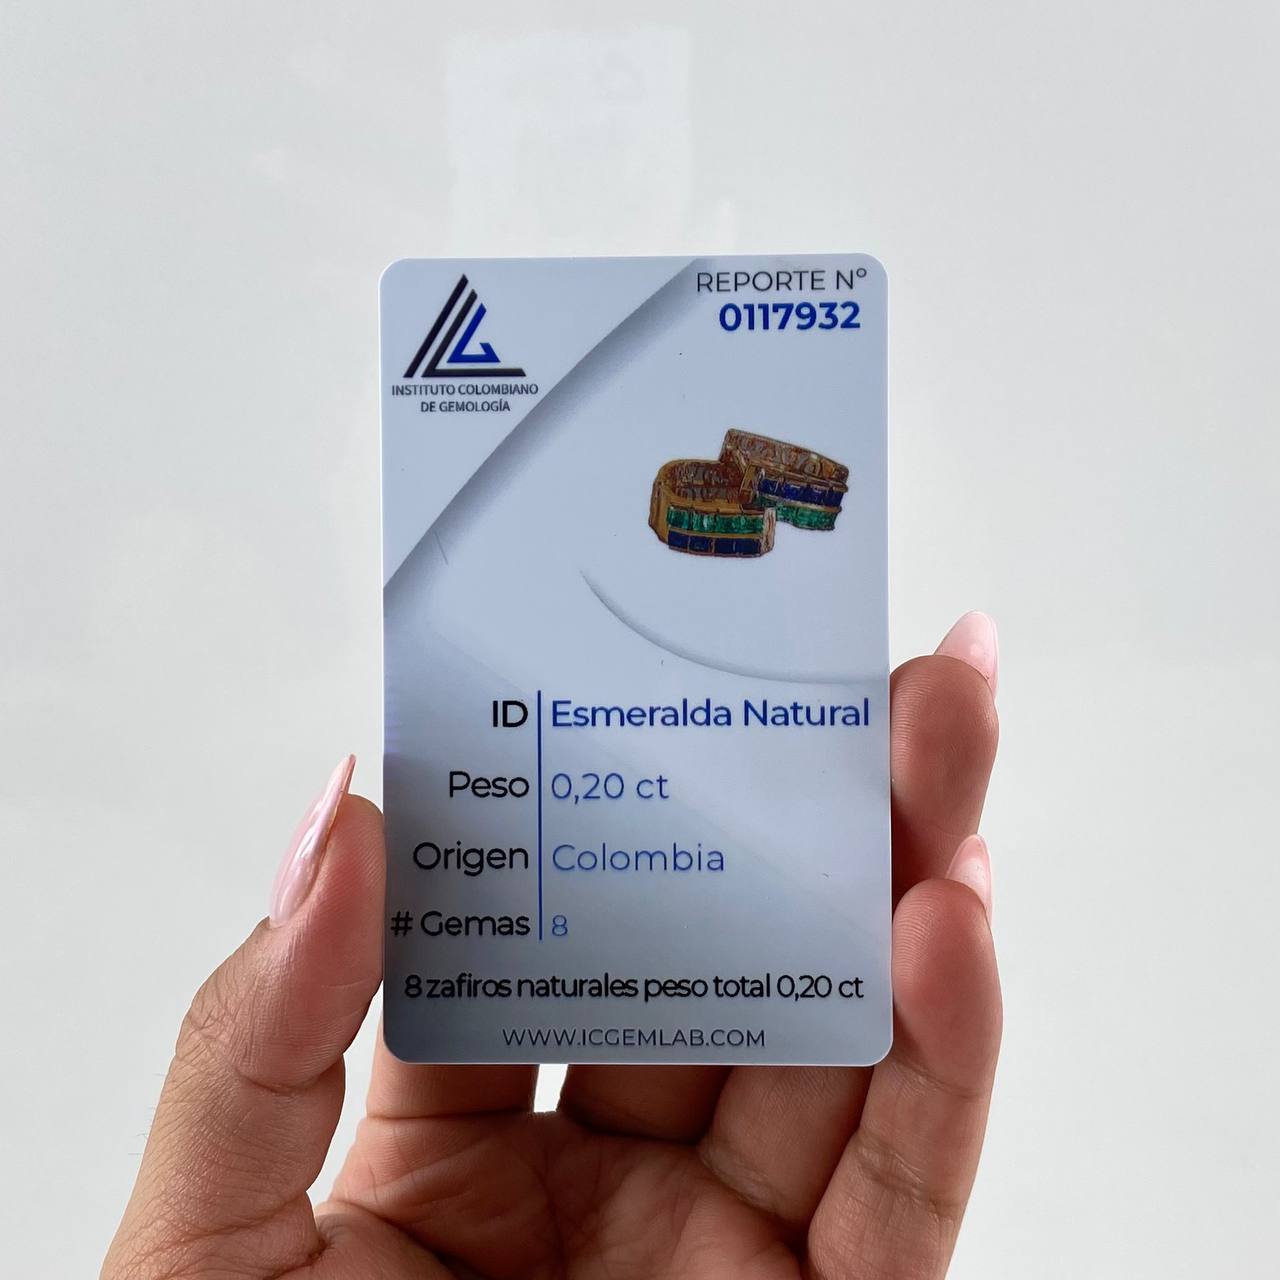 INSTITUTO COLOMBIANO
DE GEMOLOGÍA
REPORTE Nº
0117932
ID Esmeralda Natural
Peso 0,20 ct
Origen Colombia
# Gemas 8
8 zafiros naturales peso total 0,20 ct
WWW.ICGEMLAB.COM